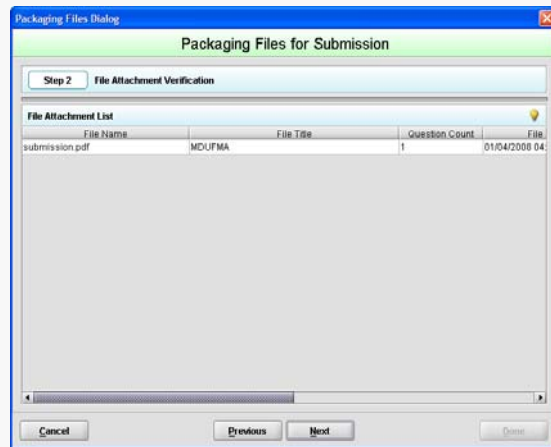 Packaging Files Dialog
Packaging Files for Submission
Step 2 File Attachment Verification
File Attachment List
File Name File Title Question Count File
submission.pdf MDUFMA 1 01/04/2008 04:
Cancel Previous Next Done